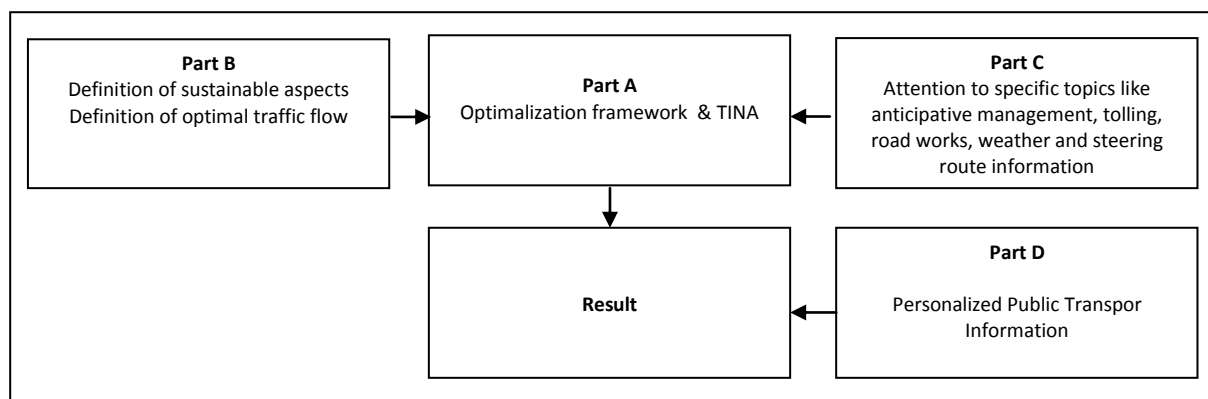 Part B
Definition of sustainable aspects
Definition of optimal traffic flow
Part A
Optimalization framework & TINA
Part C
Attention to specific topics like
anticipative management, tolling,
road works, weather and steering
route information
Result
Part D
Personalized Public Transpor
Information